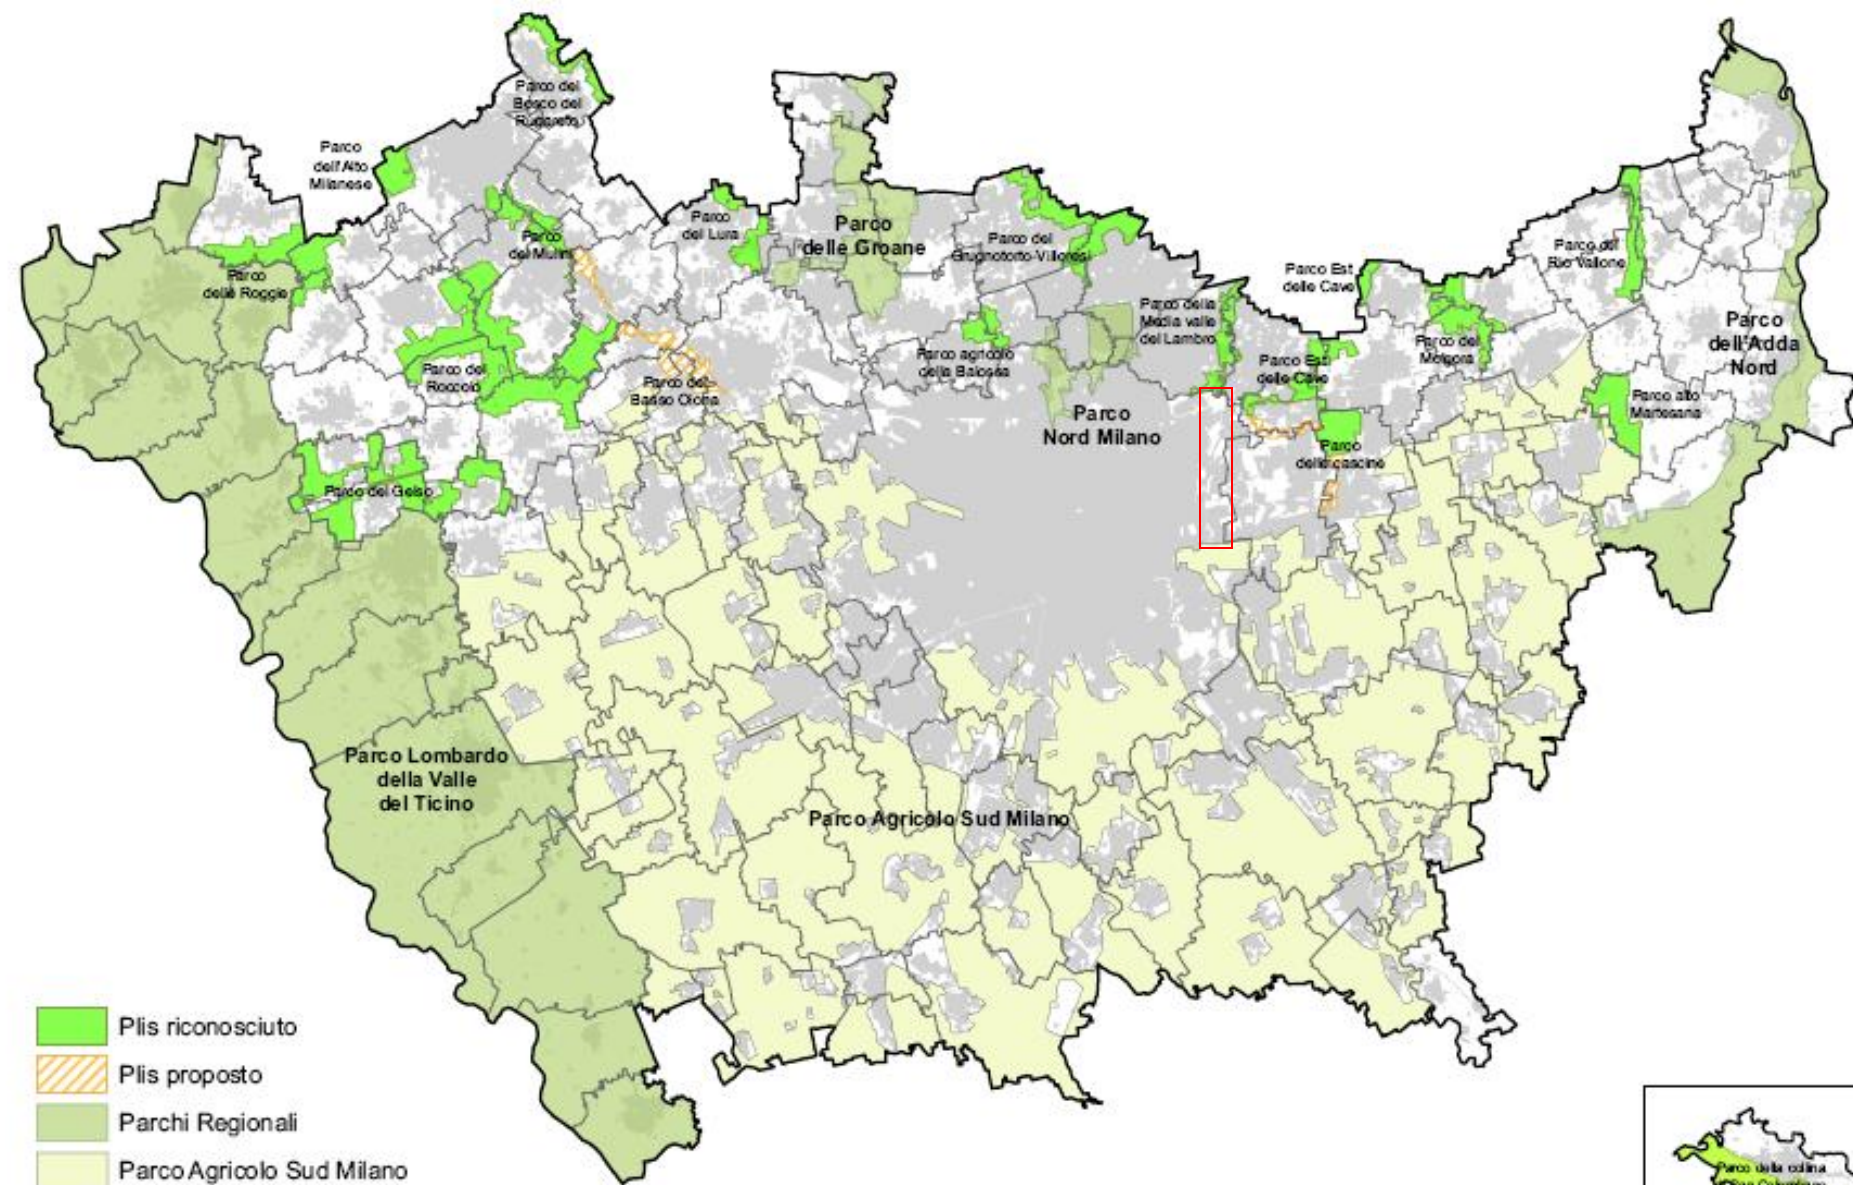 Parco del
Bosco del
Rugareto
Parco
dell'Alto
Milanese
Parco
del Lura
Parco
delle Groane
Parco del
Grugnotorto-Villoresi
Parco
dei Mulini
Parco
delle Roggie
Parco Est
delle Cave
Parco del
Rio Vallone
Parco della
Media valle
del Lambro
Parco
dell'Adda
Nord
Parco agricolo
della Balossa
Parco del
Molgora
Parco Est
delle Cave
Parco del
Roccolo
Parco del
Basso Olona
Parco alto
Martesana
Parco
Nord Milano
Parco
delle cascine
Parco del Gelso
Parco Lombardo
della Valle
del Ticino
Parco Agricolo Sud Milano
Plis riconosciuto
Plis proposto
Parchi Regionali
Parco Agricolo Sud Milano
Parco della collina
San Colombano